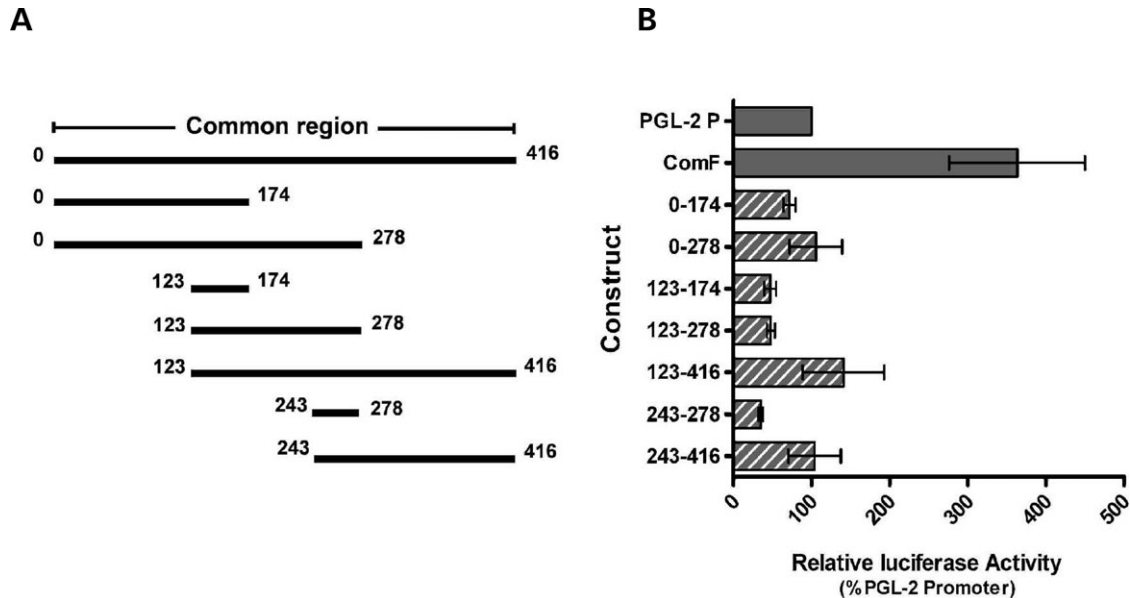 A
Common region
0 416
0 174
0 278
123 174
123 278
123 416
243 278
243 416
B
Construct
PGL-2 P
ComF
0-174
0-278
123-174
123-278
123-416
243-278
243-416
0 100 200 300 400 500
Relative luciferase Activity
(%PGL-2 Promoter)